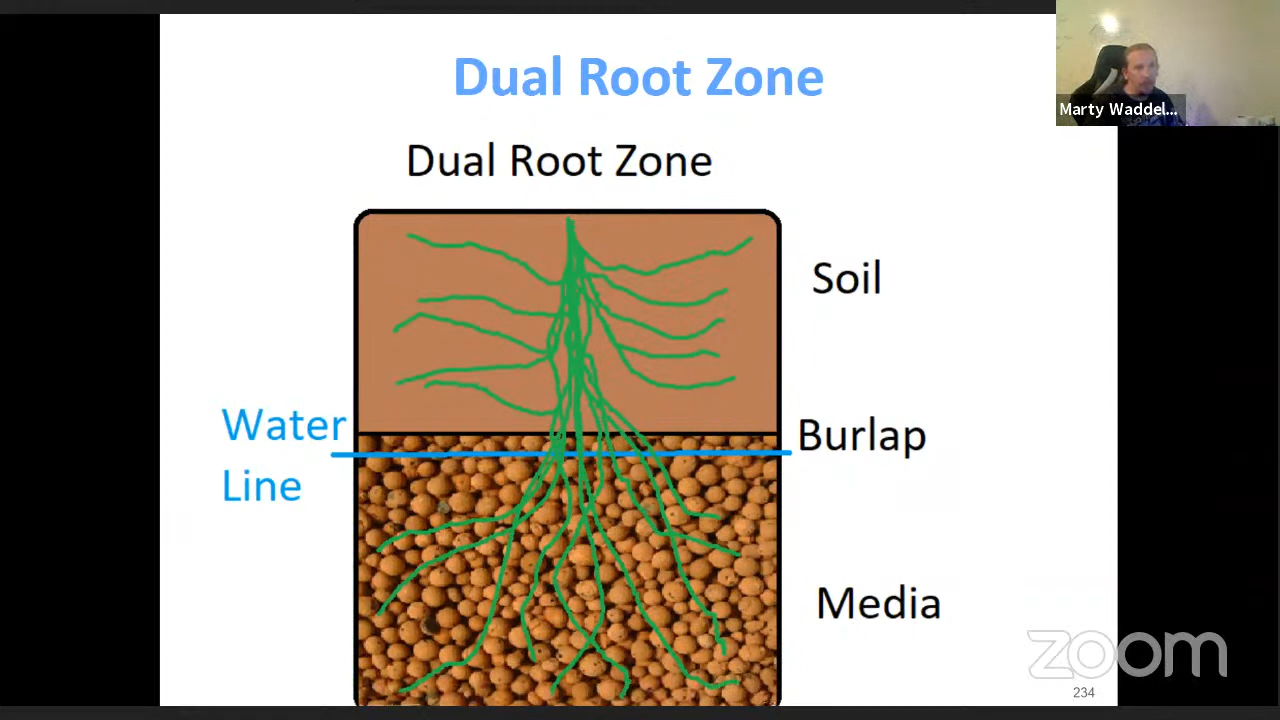 Dual Root Zone
Marty Waddel...
Dual Root Zone
Soil
Water
Line
Burlap
Media
zoom
234